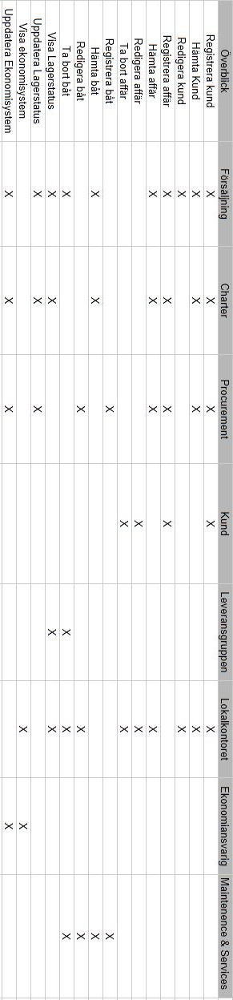 Överblick Försäljning Charter Procurement Kund Leveransgruppen Lokalkontoret Ekonomiansvarig Maintenence & Services
Registrera kund X X X X X
Hämta Kund X X X X
Redigera kund X X
Registrera affär X X X X
Hämta affär X X X X
Redigera affär X X
Ta bort affär X X
Registrera båt X X
Hämta båt X X X
Redigera båt X X X
Ta bort båt X X X X
Visa Lagerstatus X X X X
Uppdatera Lagerstatus X X X
Visa ekonomisystem X X
Uppdatera Ekonomisystem X X X X